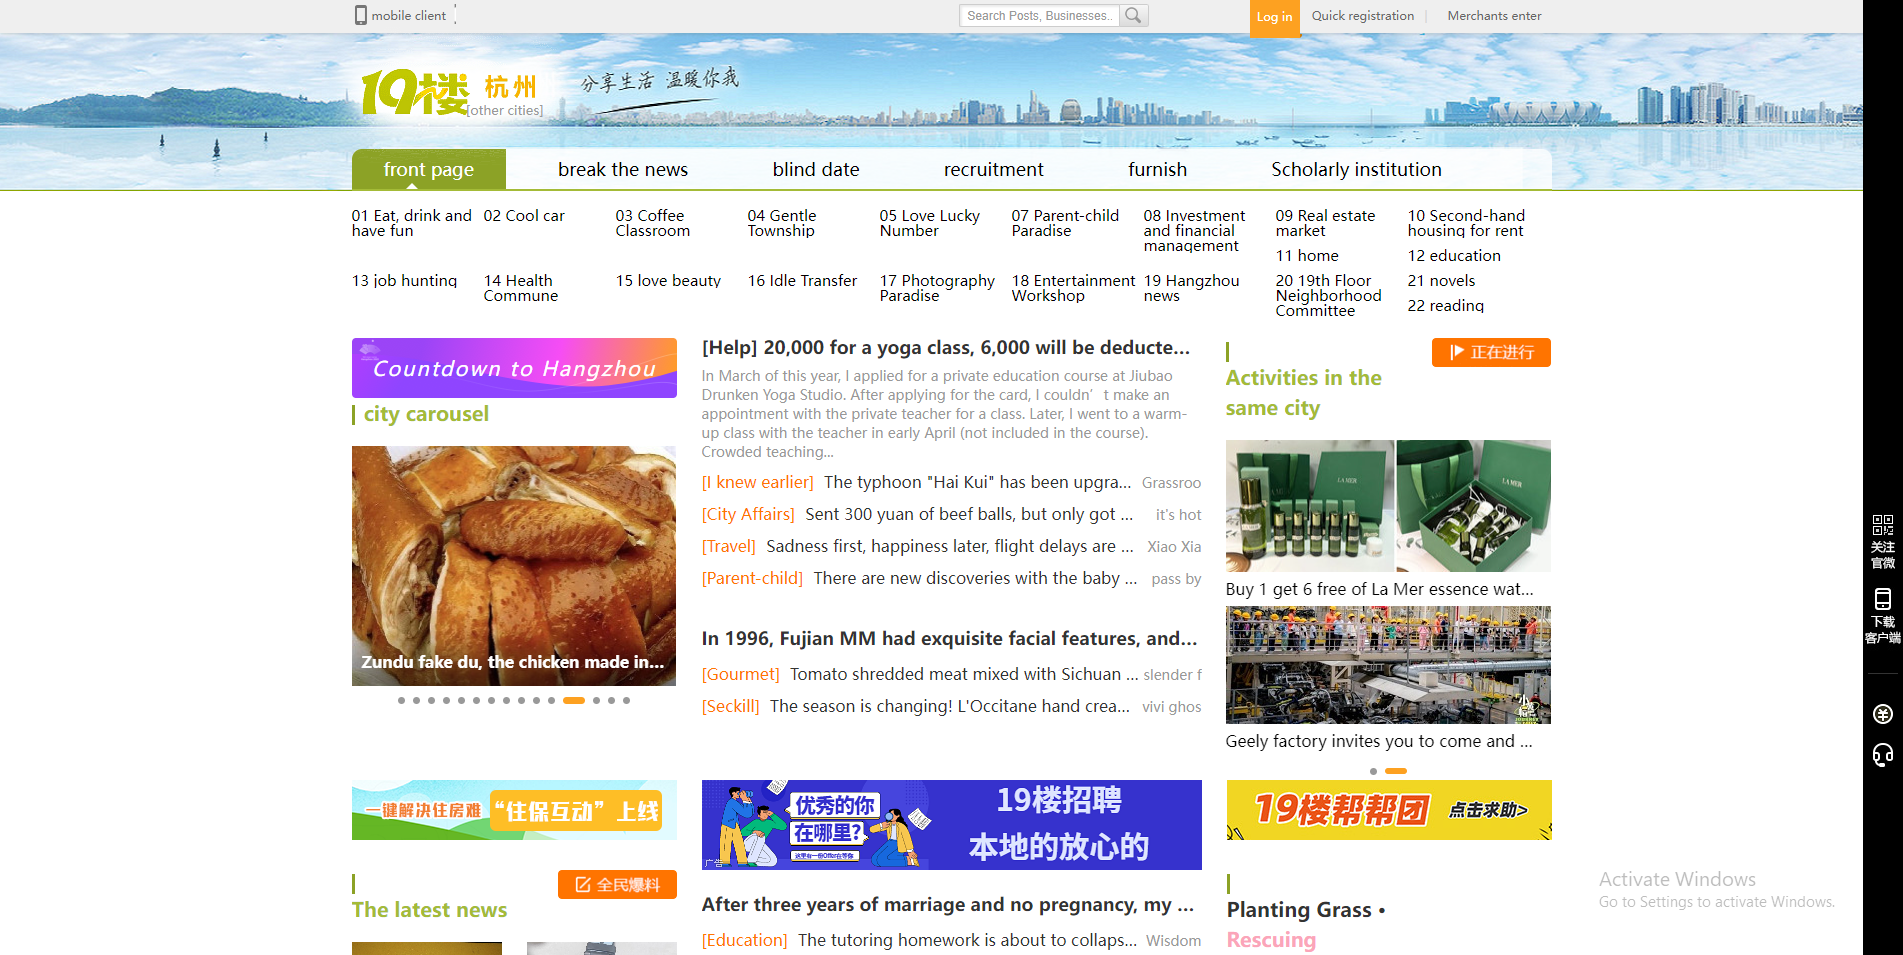 mobile client
Search Posts, Businesses..
Log in
Quick registration
Merchants enter
19楼 杭州
[other cities]
分享生活 温暖你我
front page
break the news
blind date
recruitment
furnish
Scholarly institution
01 Eat, drink and have fun
02 Cool car
03 Coffee Classroom
04 Gentle Township
05 Love Lucky Number
07 Parent-child Paradise
08 Investment and financial management
09 Real estate market
10 Second-hand housing for rent
11 home
12 education
13 job hunting
14 Health Commune
15 love beauty
16 Idle Transfer
17 Photography Paradise
18 Entertainment Workshop
19 Hangzhou news
20 19th Floor Neighborhood Committee
21 novels
22 reading
Countdown to Hangzhou
city carousel
Zundu fake du, the chicken made in...
[Help] 20,000 for a yoga class, 6,000 will be deducte...
In March of this year, I applied for a private education course at Jiubao
Drunken Yoga Studio. After applying for the card, I couldn’t make an
appointment with the private teacher for a class. Later, I went to a warm-
up class with the teacher in early April (not included in the course).
Crowded teaching...
[I knew earlier] The typhoon "Hai Kui" has been upgra... Grassroo
[City Affairs] Sent 300 yuan of beef balls, but only got ... it's hot
[Travel] Sadness first, happiness later, flight delays are ... Xiao Xia
[Parent-child] There are new discoveries with the baby ... pass by
In 1996, Fujian MM had exquisite facial features, and...
[Gourmet] Tomato shredded meat mixed with Sichuan ... slender f
[Seckill] The season is changing! L'Occitane hand crea... vivi ghos
正在进行
Activities in the
same city
LA MER
LA MER
Buy 1 get 6 free of La Mer essence wat...
Geely factory invites you to come and ...
关注
官微
下载
客户端
一键解决住房难 “住保互动” 上线
优秀的你
在哪里?
这里有一份Offer在等你
广告
19楼招聘
本地的放心的
19楼帮帮团 点击求助>
全民爆料
The latest news
After three years of marriage and no pregnancy, my ...
[Education] The tutoring homework is about to collaps... Wisdom
Planting Grass •
Rescuing
Activate Windows
Go to Settings to activate Windows.